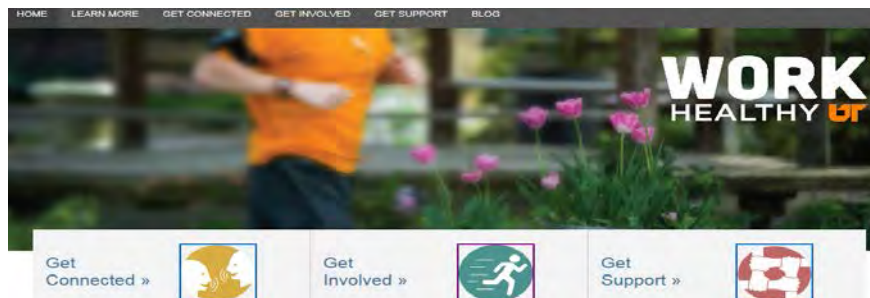 HOME LEARN MORE GET CONNECTED GET INVOLVED GET SUPPORT BLOG
WORK
HEALTHY UT
Get
Connected »
Get
Involved »
Get
Support »